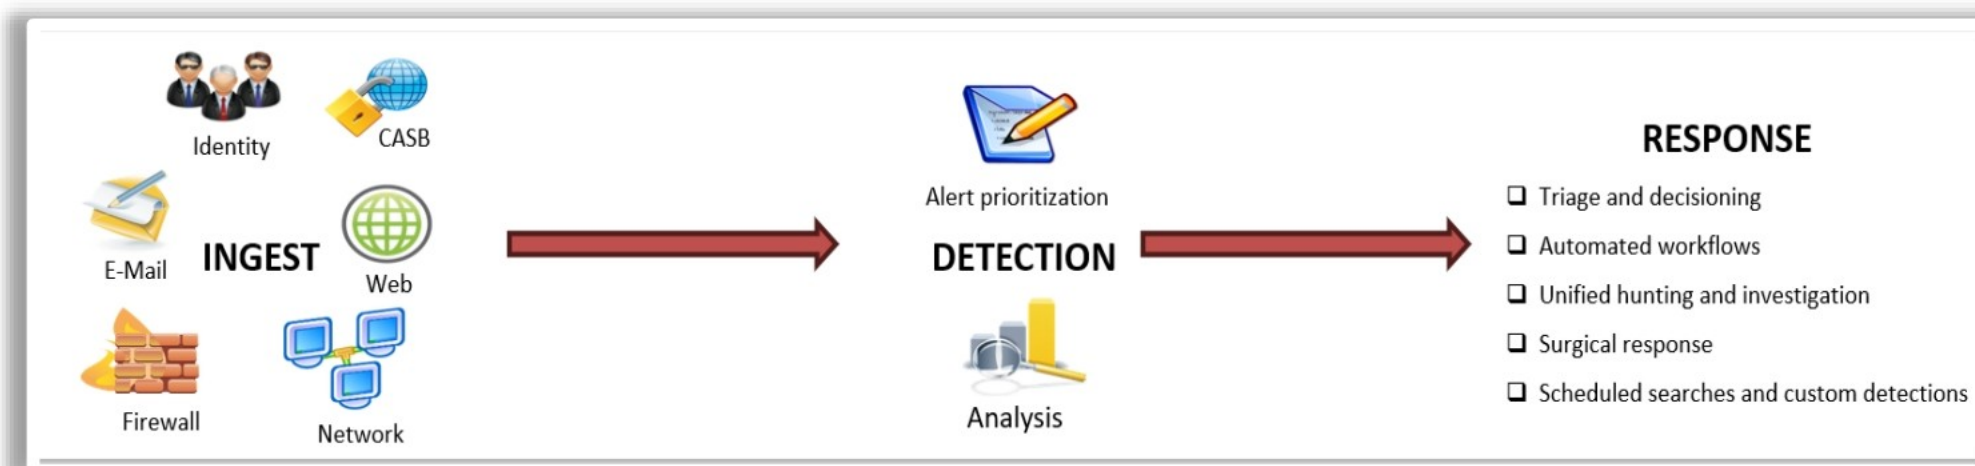 Identity
CASB
E-Mail
INGEST
Web
Firewall
Network
Alert prioritization
DETECTION
Analysis
RESPONSE
Triage and decisioning
Automated workflows
Unified hunting and investigation
Surgical response
Scheduled searches and custom detections